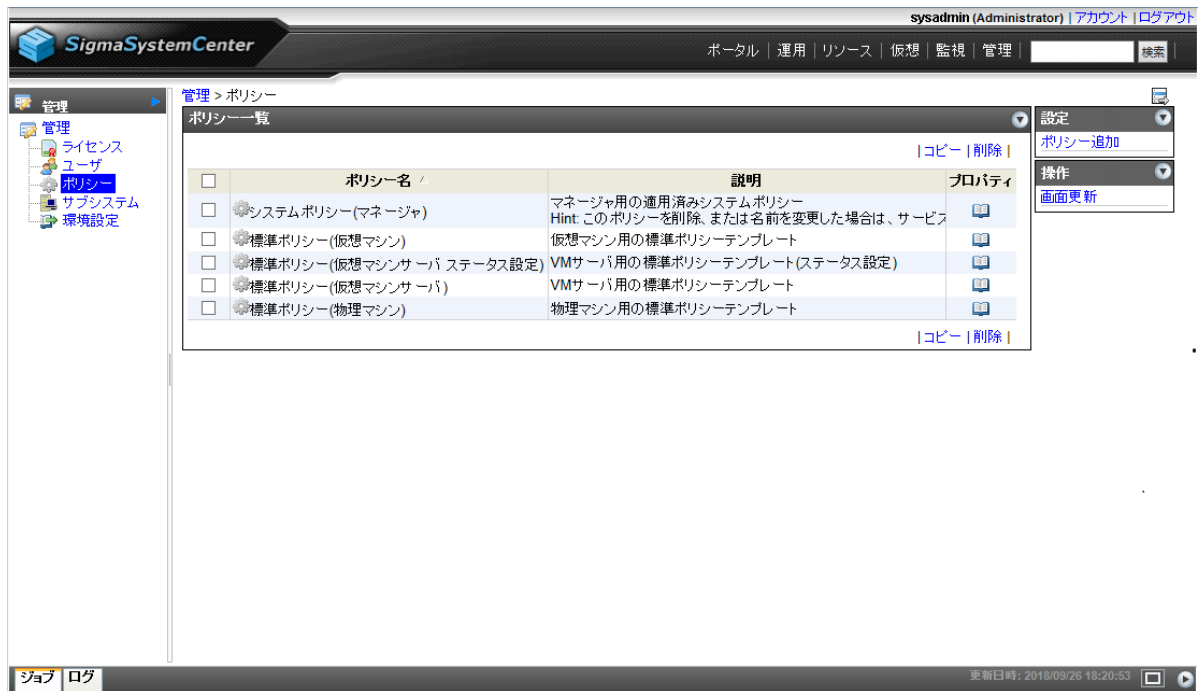 sysadmin (Administrator) | アカウント | ログアウト
SigmaSystemCenter
ポータル | 運用 | リソース | 仮想 | 監視 | 管理 | 検索 |
管理
管理
ライセンス
ユーザ
ポリシー
サブシステム
環境設定
管理 > ポリシー
ポリシー一覧
| コピー | 削除 |
ポリシー名 説明 プロパティ
システムポリシー(マネージャ) マネージャ用の適用済みシステムポリシー
Hint: このポリシーを削除、または名前を変更した場合は、サービス
標準ポリシー(仮想マシン) 仮想マシン用の標準ポリシーテンプレート
標準ポリシー(仮想マシンサーバ ステータス設定) VMサーバ用の標準ポリシーテンプレート(ステータス設定)
標準ポリシー(仮想マシンサーバ) VMサーバ用の標準ポリシーテンプレート
標準ポリシー(物理マシン) 物理マシン用の標準ポリシーテンプレート
| コピー | 削除 |
設定
ポリシー追加
操作
画面更新
ジョブ ログ
更新日時: 2018/09/26 18:20:53